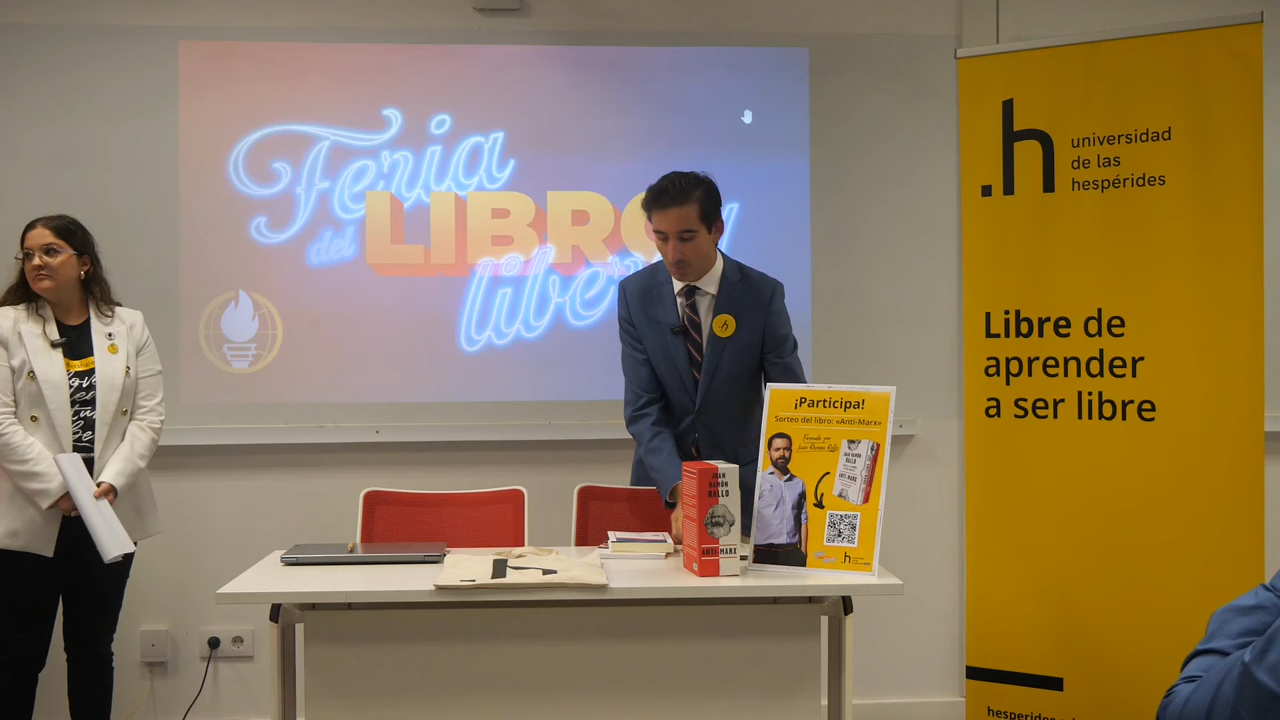 Feria
del
LIBRO
.h
universidad
de las
hespérides
Libre de
aprender
a ser libre
¡Participa!
Sorteo del libro: «Anti-Marx»
Firmado por
Juan Ramón Rallo
JUAN RAMÓN
RALLO
ANTI-MARX
.h
JUAN
RAMÓN
RALLO
ANTI-MARX
.h